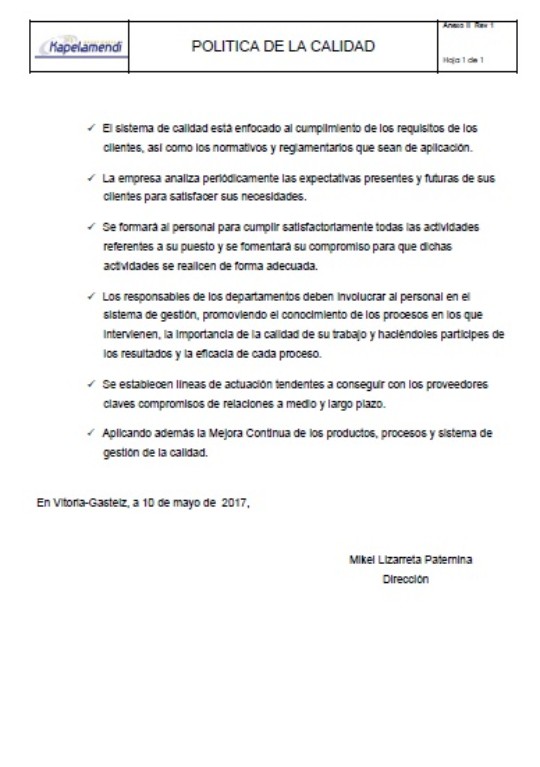 Kapelamendi
POLITICA DE LA CALIDAD
Anexo II Rev 1
Hoja 1 de 1
✓ El sistema de calidad está enfocado al cumplimiento de los requisitos de los
clientes, así como los normativos y reglamentarios que sean de aplicación.
✓ La empresa analiza periódicamente las expectativas presentes y futuras de sus
clientes para satisfacer sus necesidades.
✓ Se formará al personal para cumplir satisfactoriamente todas las actividades
referentes a su puesto y se fomentará su compromiso para que dichas
actividades se realicen de forma adecuada.
✓ Los responsables de los departamentos deben involucrar al personal en el
sistema de gestión, promoviendo el conocimiento de los procesos en los que
intervienen, la importancia de la calidad de su trabajo y haciéndoles partícipes de
los resultados y la eficacia de cada proceso.
✓ Se establecen líneas de actuación tendentes a conseguir con los proveedores
claves compromisos de relaciones a medio y largo plazo.
✓ Aplicando además la Mejora Continua de los productos, procesos y sistema de
gestión de la calidad.
En Vitoria-Gasteiz, a 10 de mayo de 2017,
Mikel Lizarreta Paternina
Dirección